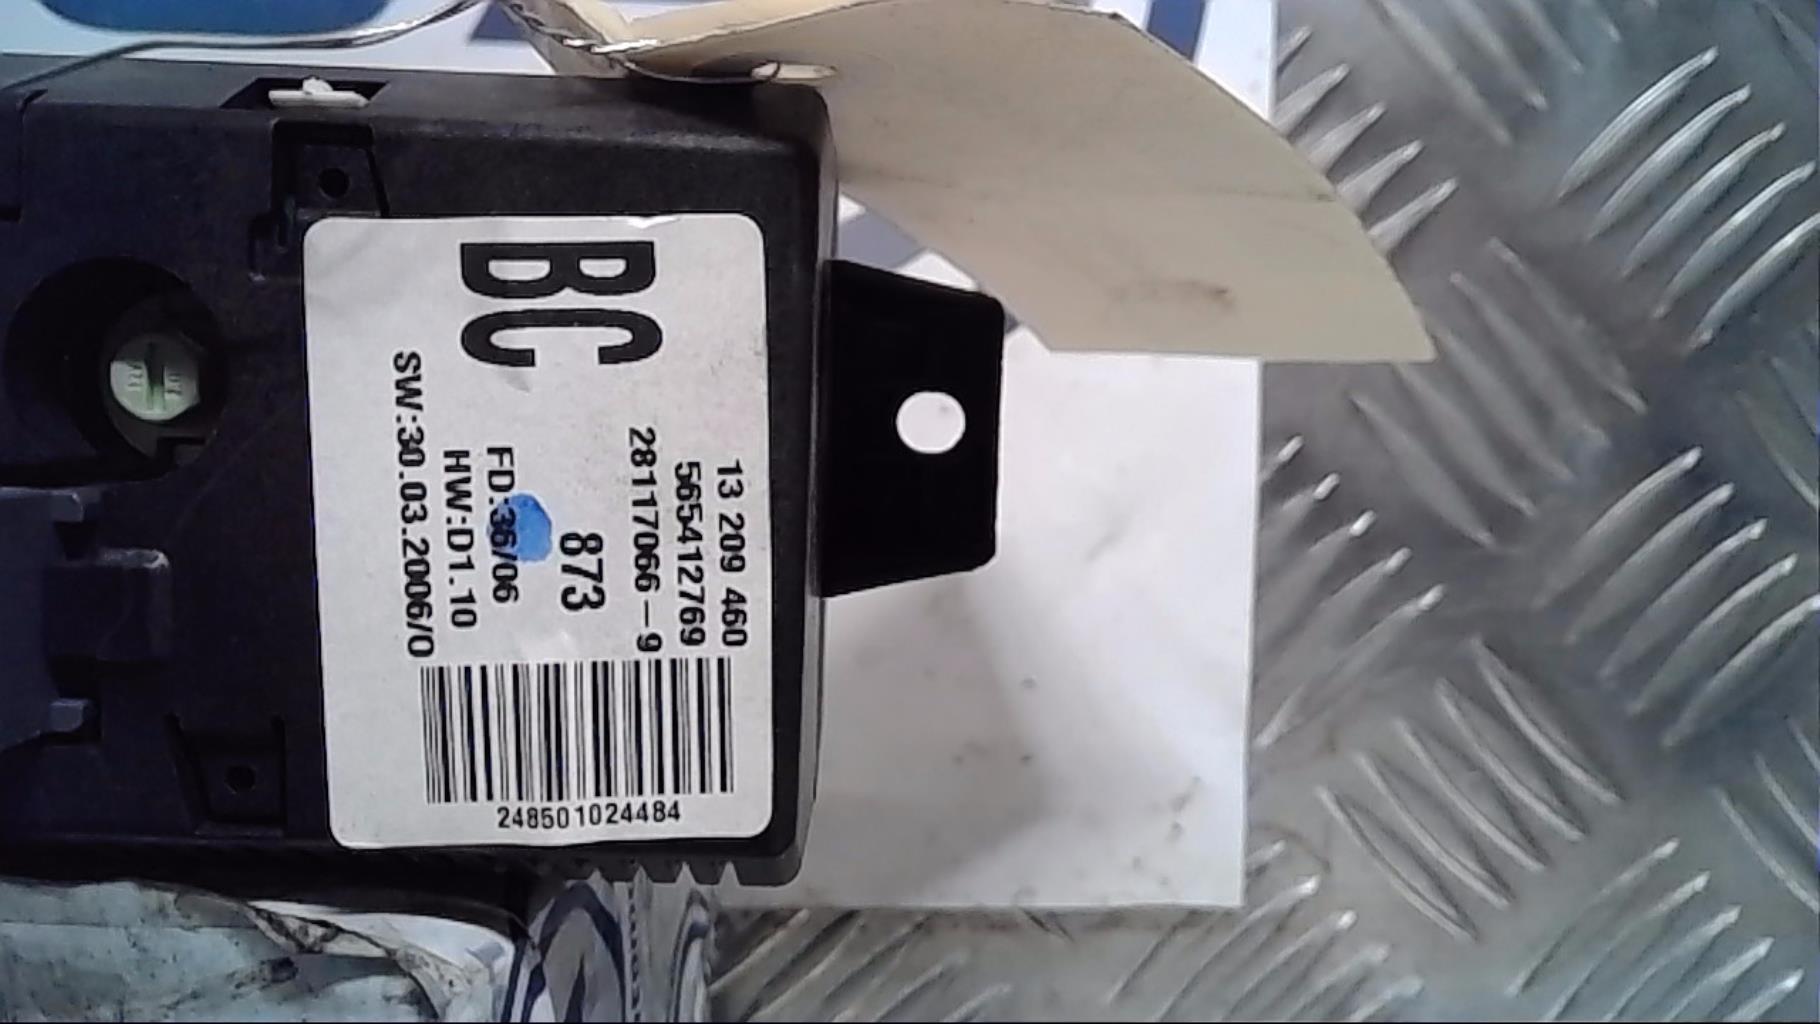 BC
13 209 460
565412769
28117066-9
873
FD:36/06
HW:D1.10
SW:30.03.2006/0
248501024484